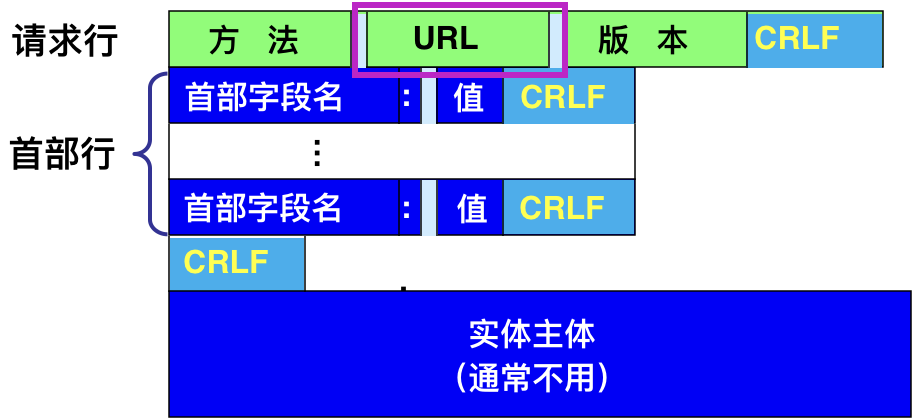 请求行 方 法 URL 版 本 CRLF
首部字段名 : 值 CRLF
首部行 ⋮
首部字段名 : 值 CRLF
CRLF
实体主体
（通常不用）